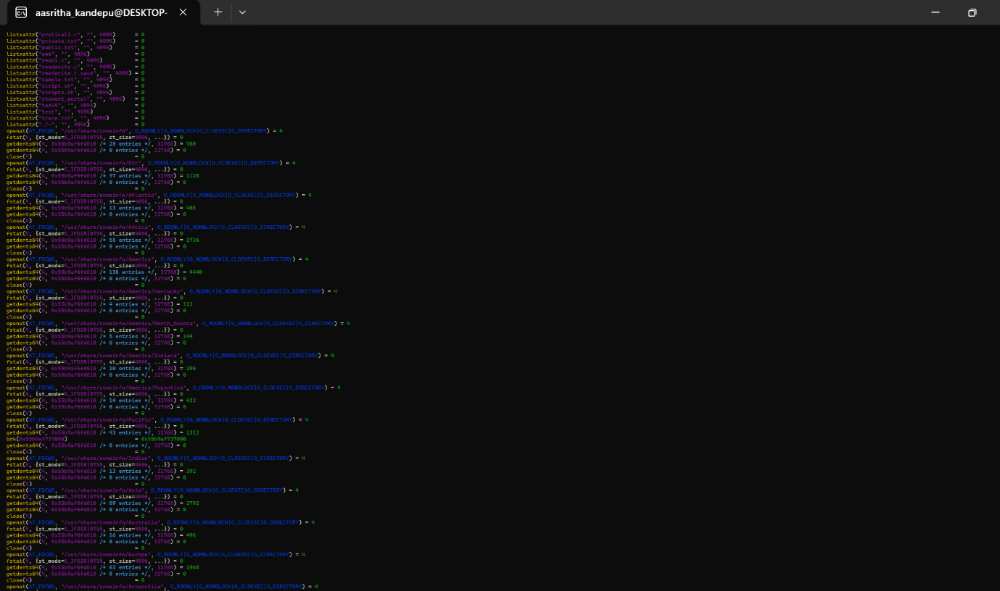 aasritha_kandepu@DESKTOP-
listxattr("pratical2.c", "", 4096)      = 0
listxattr("private.txt", "", 4096)      = 0
listxattr("public.txt", "", 4096)       = 0
listxattr("qwe", "", 4096)              = 0
listxattr("read1.c", "", 4096)          = 0
listxattr("readwrite.c", "", 4096)      = 0
listxattr("readwrite.c.save", "", 4096) = 0
listxattr("sample.txt", "", 4096)       = 0
listxattr("script.sh", "", 4096)        = 0
listxattr("scripts.sh", "", 4096)       = 0
listxattr("student_portal", "", 4096)   = 0
listxattr("task4", "", 4096)            = 0
listxattr("test", "", 4096)             = 0
listxattr("trace.txt", "", 4096)        = 0
listxattr("./~", "", 4096)              = 0
openat(AT_FDCWD, "/usr/share/zoneinfo", O_RDONLY|O_NONBLOCK|O_CLOEXEC|O_DIRECTORY) = 4
fstat(4, {st_mode=S_IFDIR|0755, st_size=4096, ...}) = 0
getdents64(4, 0x55b9af6fd610 /* 25 entries */, 32768) = 760
getdents64(4, 0x55b9af6fd610 /* 0 entries */, 32768) = 0
close(4)                                = 0
openat(AT_FDCWD, "/usr/share/zoneinfo/Etc", O_RDONLY|O_NONBLOCK|O_CLOEXEC|O_DIRECTORY) = 4
fstat(4, {st_mode=S_IFDIR|0755, st_size=4096, ...}) = 0
getdents64(4, 0x55b9af6fd610 /* 37 entries */, 32768) = 1128
getdents64(4, 0x55b9af6fd610 /* 0 entries */, 32768) = 0
close(4)                                = 0
openat(AT_FDCWD, "/usr/share/zoneinfo/Atlantic", O_RDONLY|O_NONBLOCK|O_CLOEXEC|O_DIRECTORY) = 4
fstat(4, {st_mode=S_IFDIR|0755, st_size=4096, ...}) = 0
getdents64(4, 0x55b9af6fd610 /* 13 entries */, 32768) = 408
getdents64(4, 0x55b9af6fd610 /* 0 entries */, 32768) = 0
close(4)                                = 0
openat(AT_FDCWD, "/usr/share/zoneinfo/Africa", O_RDONLY|O_NONBLOCK|O_CLOEXEC|O_DIRECTORY) = 4
fstat(4, {st_mode=S_IFDIR|0755, st_size=4096, ...}) = 0
getdents64(4, 0x55b9af6fd610 /* 55 entries */, 32768) = 1736
getdents64(4, 0x55b9af6fd610 /* 0 entries */, 32768) = 0
close(4)                                = 0
openat(AT_FDCWD, "/usr/share/zoneinfo/America", O_RDONLY|O_NONBLOCK|O_CLOEXEC|O_DIRECTORY) = 4
fstat(4, {st_mode=S_IFDIR|0755, st_size=4096, ...}) = 0
getdents64(4, 0x55b9af6fd610 /* 138 entries */, 32768) = 4440
getdents64(4, 0x55b9af6fd610 /* 0 entries */, 32768) = 0
close(4)                                = 0
openat(AT_FDCWD, "/usr/share/zoneinfo/America/Kentucky", O_RDONLY|O_NONBLOCK|O_CLOEXEC|O_DIRECTORY) = 4
fstat(4, {st_mode=S_IFDIR|0755, st_size=4096, ...}) = 0
getdents64(4, 0x55b9af6fd610 /* 4 entries */, 32768) = 112
getdents64(4, 0x55b9af6fd610 /* 0 entries */, 32768) = 0
close(4)                                = 0
openat(AT_FDCWD, "/usr/share/zoneinfo/America/North_Dakota", O_RDONLY|O_NONBLOCK|O_CLOEXEC|O_DIRECTORY) = 4
fstat(4, {st_mode=S_IFDIR|0755, st_size=4096, ...}) = 0
getdents64(4, 0x55b9af6fd610 /* 5 entries */, 32768) = 144
getdents64(4, 0x55b9af6fd610 /* 0 entries */, 32768) = 0
close(4)                                = 0
openat(AT_FDCWD, "/usr/share/zoneinfo/America/Indiana", O_RDONLY|O_NONBLOCK|O_CLOEXEC|O_DIRECTORY) = 4
fstat(4, {st_mode=S_IFDIR|0755, st_size=4096, ...}) = 0
getdents64(4, 0x55b9af6fd610 /* 10 entries */, 32768) = 296
getdents64(4, 0x55b9af6fd610 /* 0 entries */, 32768) = 0
close(4)                                = 0
openat(AT_FDCWD, "/usr/share/zoneinfo/America/Argentina", O_RDONLY|O_NONBLOCK|O_CLOEXEC|O_DIRECTORY) = 4
fstat(4, {st_mode=S_IFDIR|0755, st_size=4096, ...}) = 0
getdents64(4, 0x55b9af6fd610 /* 14 entries */, 32768) = 432
getdents64(4, 0x55b9af6fd610 /* 0 entries */, 32768) = 0
close(4)                                = 0
openat(AT_FDCWD, "/usr/share/zoneinfo/Pacific", O_RDONLY|O_NONBLOCK|O_CLOEXEC|O_DIRECTORY) = 4
fstat(4, {st_mode=S_IFDIR|0755, st_size=4096, ...}) = 0
getdents64(4, 0x55b9af6fd610 /* 43 entries */, 32768) = 1312
brk(0x55b9af737000)                     = 0x55b9af737000
getdents64(4, 0x55b9af6fd610 /* 0 entries */, 32768) = 0
close(4)                                = 0
openat(AT_FDCWD, "/usr/share/zoneinfo/Indian", O_RDONLY|O_NONBLOCK|O_CLOEXEC|O_DIRECTORY) = 4
fstat(4, {st_mode=S_IFDIR|0755, st_size=4096, ...}) = 0
getdents64(4, 0x55b9af6fd610 /* 13 entries */, 32768) = 392
getdents64(4, 0x55b9af6fd610 /* 0 entries */, 32768) = 0
close(4)                                = 0
openat(AT_FDCWD, "/usr/share/zoneinfo/Asia", O_RDONLY|O_NONBLOCK|O_CLOEXEC|O_DIRECTORY) = 4
fstat(4, {st_mode=S_IFDIR|0755, st_size=4096, ...}) = 0
getdents64(4, 0x55b9af6fd610 /* 89 entries */, 32768) = 2792
getdents64(4, 0x55b9af6fd610 /* 0 entries */, 32768) = 0
close(4)                                = 0
openat(AT_FDCWD, "/usr/share/zoneinfo/Australia", O_RDONLY|O_NONBLOCK|O_CLOEXEC|O_DIRECTORY) = 4
fstat(4, {st_mode=S_IFDIR|0755, st_size=4096, ...}) = 0
getdents64(4, 0x55b9af6fd610 /* 16 entries */, 32768) = 496
getdents64(4, 0x55b9af6fd610 /* 0 entries */, 32768) = 0
close(4)                                = 0
openat(AT_FDCWD, "/usr/share/zoneinfo/Europe", O_RDONLY|O_NONBLOCK|O_CLOEXEC|O_DIRECTORY) = 4
fstat(4, {st_mode=S_IFDIR|0755, st_size=4096, ...}) = 0
getdents64(4, 0x55b9af6fd610 /* 63 entries */, 32768) = 1968
getdents64(4, 0x55b9af6fd610 /* 0 entries */, 32768) = 0
close(4)                                = 0
openat(AT_FDCWD, "/usr/share/zoneinfo/Antarctica", O_RDONLY|O_NONBLOCK|O_CLOEXEC|O_DIRECTORY) = 4